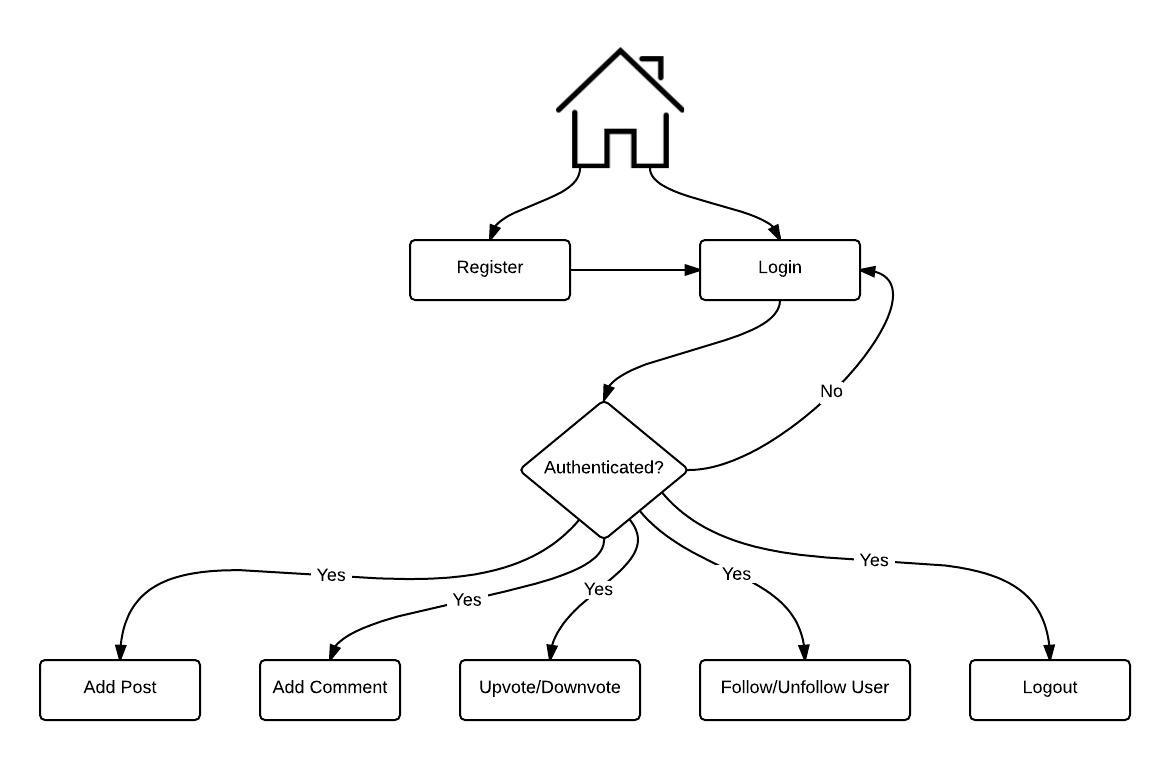 Register
Login
No
Authenticated?
Yes
Yes
Yes
Yes
Yes
Add Post
Add Comment
Upvote/Downvote
Follow/Unfollow User
Logout